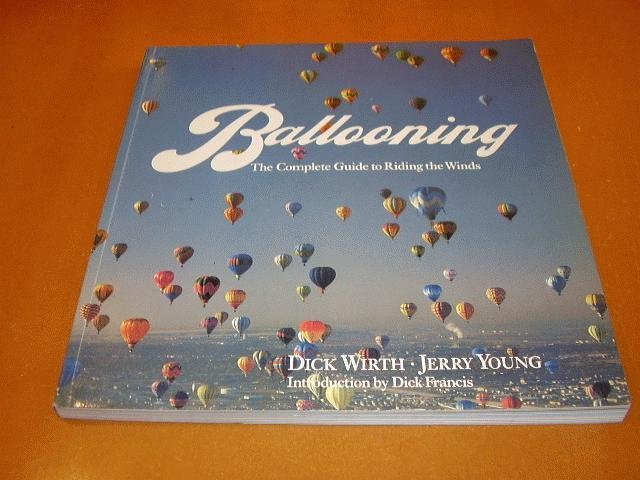 Ballooning
The Complete Guide to Riding the Winds
DICK WIRTH · JERRY YOUNG
Introduction by Dick Francis